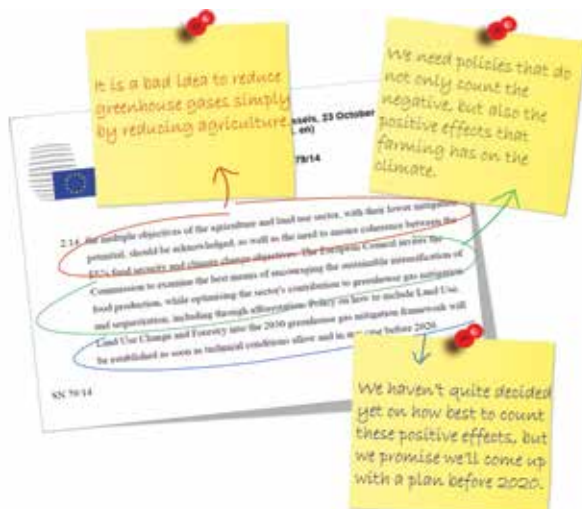 It is a bad idea to reduce
greenhouse gases simply
by reducing agriculture.
We need policies that do
not only count the
negative, but also the
positive effects that
farming has on the
climate.
ssels, 23 October
en)
79/14
2.14 the multiple objectives of the agriculture and land use sector, with their lower mitigation
potential, should be acknowledged, as well as the need to ensure coherence between the
EU's food security and climate change objectives. The European Council invites the
Commission to examine the best means of encouraging the sustainable intensification of
food production, while optimising the sector's contribution to greenhouse gas mitigation
and sequestration, including through afforestation. Policy on how to include Land Use,
Land Use Change and Forestry into the 2030 greenhouse gas mitigation framework will
be established as soon as technical conditions allow and in any case before 2020.
SN 79/14
We haven't quite decided
yet on how best to count
these positive effects, but
we promise we'll come up
with a plan before 2020.